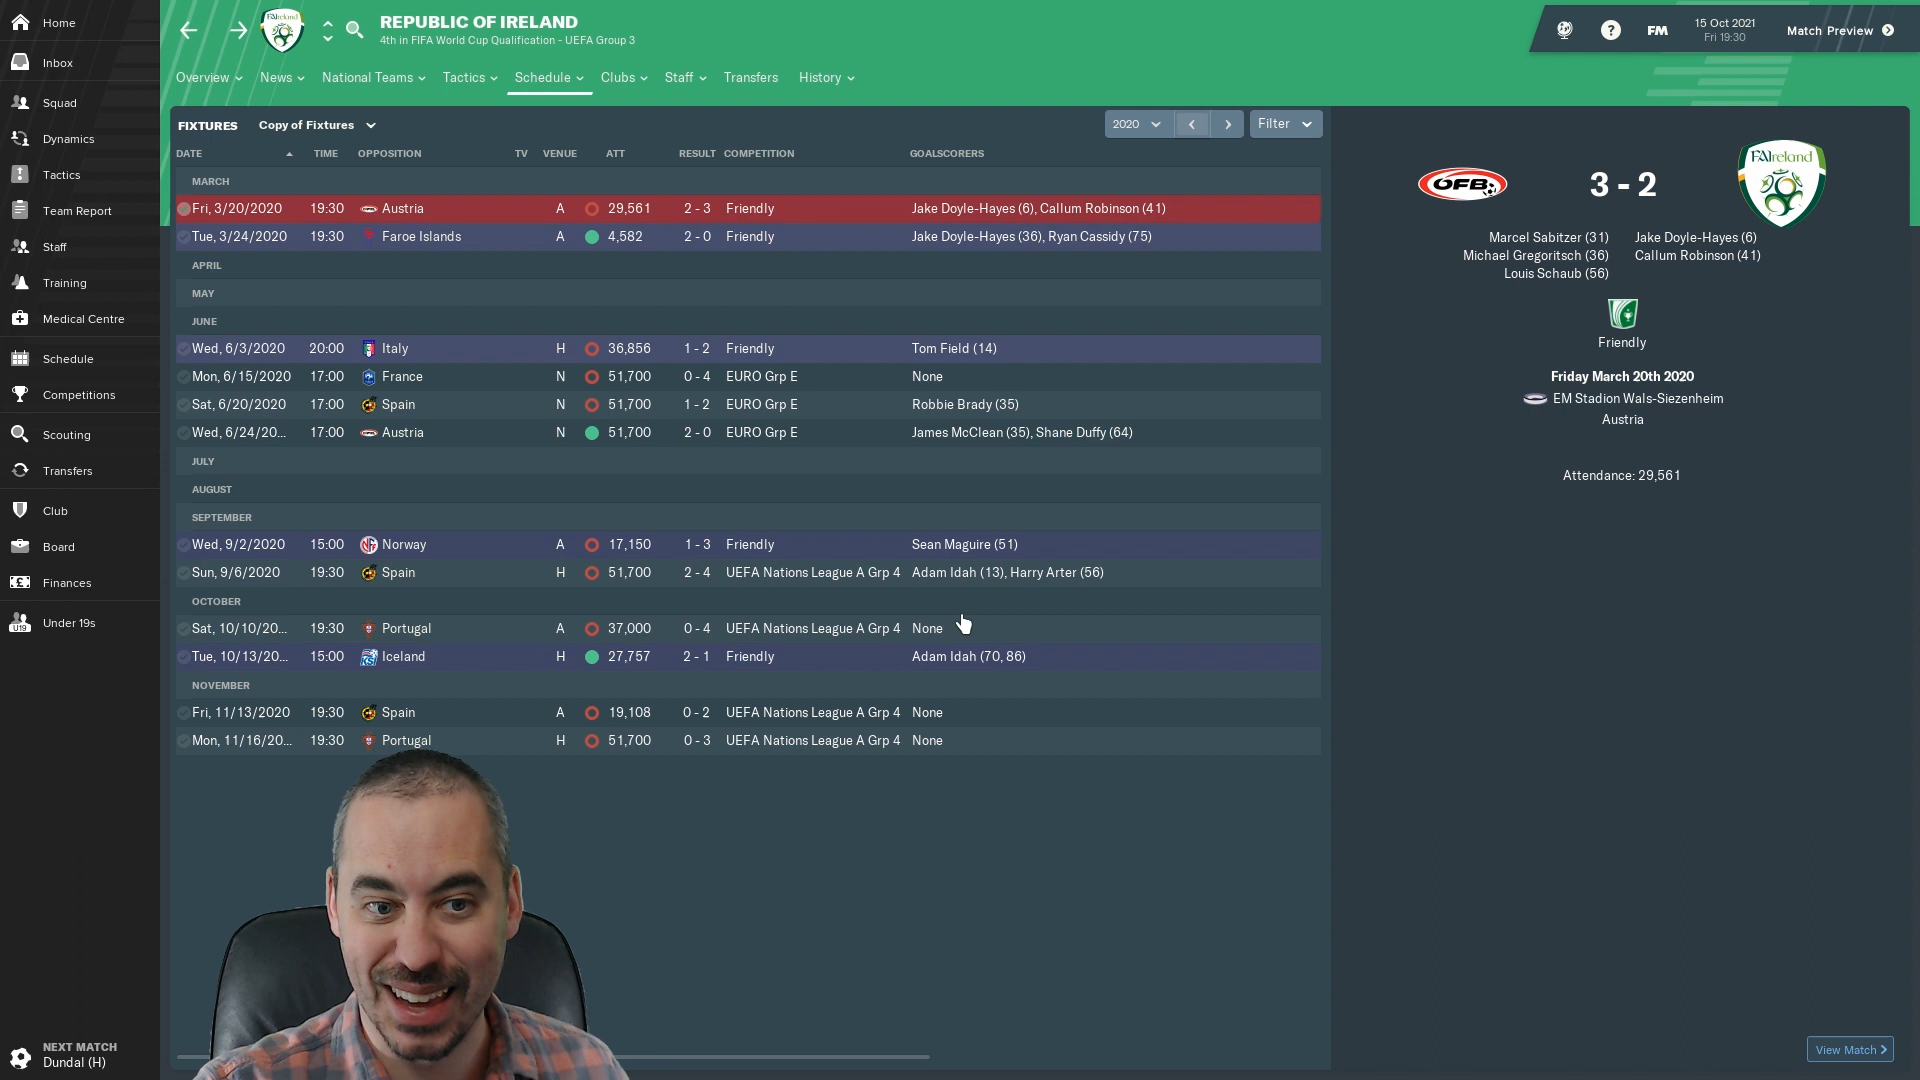 Home
Inbox
Squad
Dynamics
Tactics
Team Report
Staff
Training
Medical Centre
Schedule
Competitions
Scouting
Transfers
Club
Board
Finances
U19
Under 19s
NEXT MATCH
Dundal (H)
FAIreland
REPUBLIC OF IRELAND
4th in FIFA World Cup Qualification - UEFA Group 3
? FM 15 Oct 2021 Match Preview
Fri 19:30
Overview News National Teams Tactics Schedule Clubs Staff Transfers History
FIXTURES Copy of Fixtures 2020 Filter
DATE TIME OPPOSITION TV VENUE ATT RESULT COMPETITION GOALSCORERS
MARCH
Fri, 3/20/2020 19:30 Austria A 29,561 2 - 3 Friendly Jake Doyle-Hayes (6), Callum Robinson (41)
Tue, 3/24/2020 19:30 Faroe Islands A 4,582 2 - 0 Friendly Jake Doyle-Hayes (36), Ryan Cassidy (75)
APRIL
MAY
JUNE
Wed, 6/3/2020 20:00 Italy H 36,856 1 - 2 Friendly Tom Field (14)
Mon, 6/15/2020 17:00 France N 51,700 0 - 4 EURO Grp E None
Sat, 6/20/2020 17:00 Spain N 51,700 1 - 2 EURO Grp E Robbie Brady (35)
Wed, 6/24/20... 17:00 Austria N 51,700 2 - 0 EURO Grp E James McClean (35), Shane Duffy (64)
JULY
AUGUST
SEPTEMBER
Wed, 9/2/2020 15:00 Norway A 17,150 1 - 3 Friendly Sean Maguire (51)
Sun, 9/6/2020 19:30 Spain H 51,700 2 - 4 UEFA Nations League A Grp 4 Adam Idah (13), Harry Arter (56)
OCTOBER
Sat, 10/10/20... 19:30 Portugal A 37,000 0 - 4 UEFA Nations League A Grp 4 None
Tue, 10/13/20... 15:00 Iceland H 27,757 2 - 1 Friendly Adam Idah (70, 86)
NOVEMBER
Fri, 11/13/2020 19:30 Spain A 19,108 0 - 2 UEFA Nations League A Grp 4 None
Mon, 11/16/20... 19:30 Portugal H 51,700 0 - 3 UEFA Nations League A Grp 4 None
ÖFB 3 - 2 FAIreland
Marcel Sabitzer (31) Jake Doyle-Hayes (6)
Michael Gregoritsch (36) Callum Robinson (41)
Louis Schaub (56)
Friendly
Friday March 20th 2020
EM Stadion Wals-Siezenheim
Austria
Attendance: 29,561
View Match